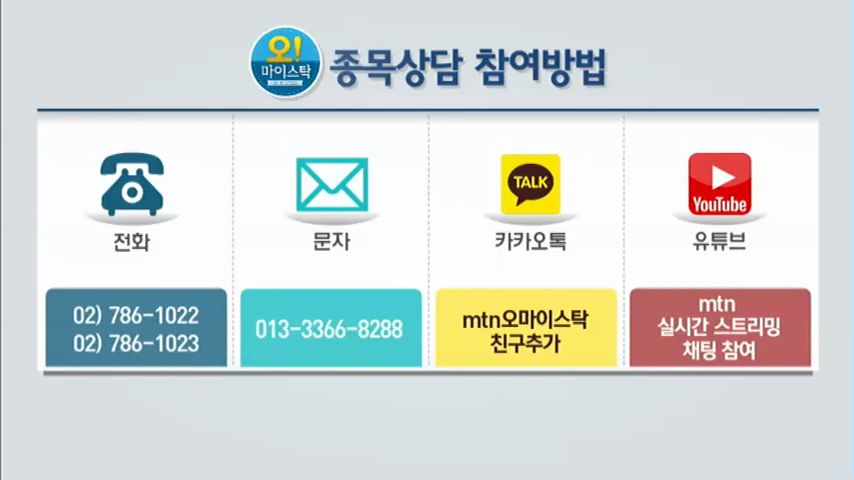 오!
마이스탁
종목상담 참여방법
TALK
YouTube
전화
문자
카카오톡
유튜브
02) 786-1022
02) 786-1023
013-3366-8288
mtn오마이스탁
친구추가
mtn
실시간 스트리밍
채팅 참여